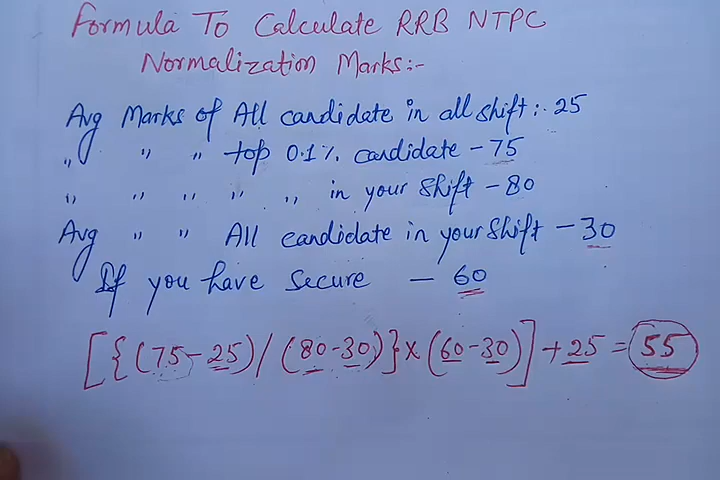 Formula To Calculate RRB NTPC
Normalization Marks:-
Avg Marks of All candidate in all shift:- 25
" " " top 0.1% candidate - 75
" " " " " in your shift - 80
Avg " " All candidate in your shift - 30
If you have secure - 60
[{(75-25)/(80-30)}×(60-30)]+25=55